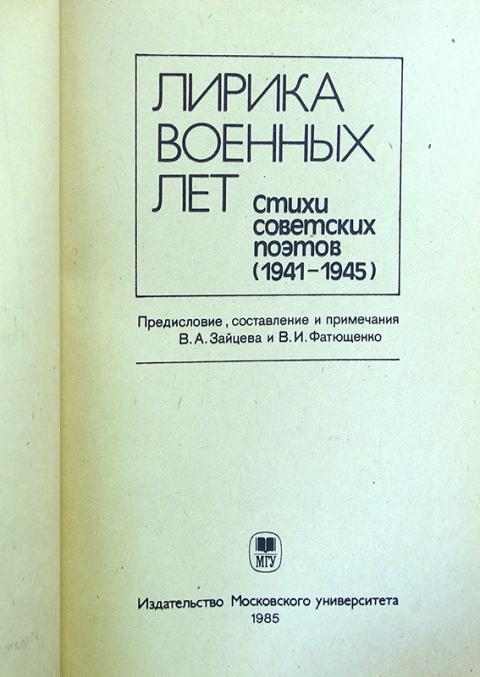 ЛИРИКА
ВОЕННЫХ
ЛЕТ
Стихи
советских
поэтов
(1941–1945)
Предисловие, составление и примечания
В.А.Зайцева и В.И.Фатющенко
МГУ
Издательство Московского университета
1985